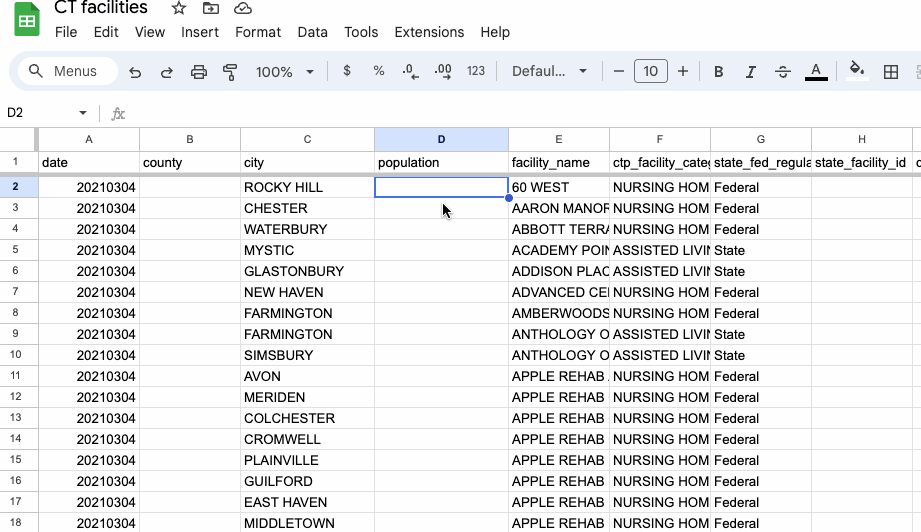 CT facilities
File Edit View Insert Format Data Tools Extensions Help
Menus 100% $ % .0 .00 123 Defaul... − 10 + B I S A
D2 fx
A B C D E F G H
1 date county city population facility_name ctp_facility_cate state_fed_regula state_facility_id
2 20210304 ROCKY HILL 60 WEST NURSING HOM Federal
3 20210304 CHESTER AARON MANOR NURSING HOM Federal
4 20210304 WATERBURY ABBOTT TERRA NURSING HOM Federal
5 20210304 MYSTIC ACADEMY POIN ASSISTED LIVIN State
6 20210304 GLASTONBURY ADDISON PLAC ASSISTED LIVIN State
7 20210304 NEW HAVEN ADVANCED CE NURSING HOM Federal
8 20210304 FARMINGTON AMBERWOODS NURSING HOM Federal
9 20210304 FARMINGTON ANTHOLOGY O ASSISTED LIVIN State
10 20210304 SIMSBURY ANTHOLOGY O ASSISTED LIVIN State
11 20210304 AVON APPLE REHAB NURSING HOM Federal
12 20210304 MERIDEN APPLE REHAB NURSING HOM Federal
13 20210304 COLCHESTER APPLE REHAB NURSING HOM Federal
14 20210304 CROMWELL APPLE REHAB NURSING HOM Federal
15 20210304 PLAINVILLE APPLE REHAB NURSING HOM Federal
16 20210304 GUILFORD APPLE REHAB NURSING HOM Federal
17 20210304 EAST HAVEN APPLE REHAB NURSING HOM Federal
18 20210304 MIDDLETOWN APPLE REHAB NURSING HOM Federal